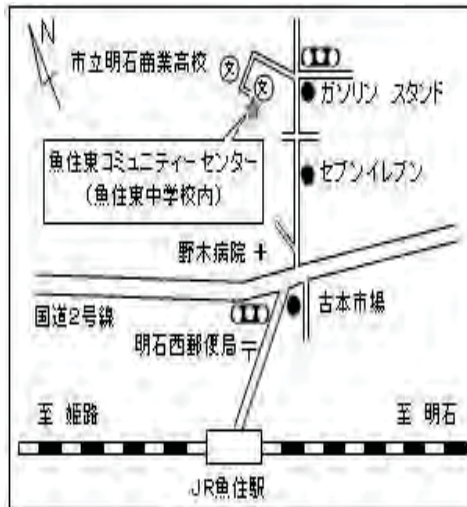 N
市立明石商業高校
文
文
ガソリン スタンド
魚住東コミュニティーセンター
(魚住東中学校内)
セブンイレブン
野木病院
国道2号線
古本市場
明石西郵便局〒
至 姫路
至 明石
JR魚住駅